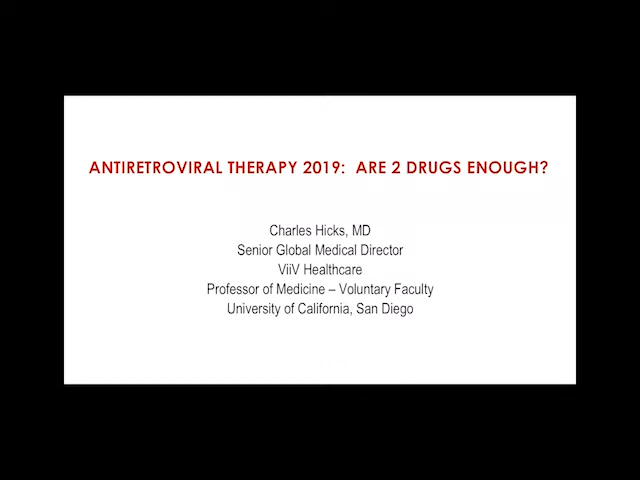 ANTIRETROVIRAL THERAPY 2019: ARE 2 DRUGS ENOUGH?
Charles Hicks, MD
Senior Global Medical Director
ViiV Healthcare
Professor of Medicine – Voluntary Faculty
University of California, San Diego